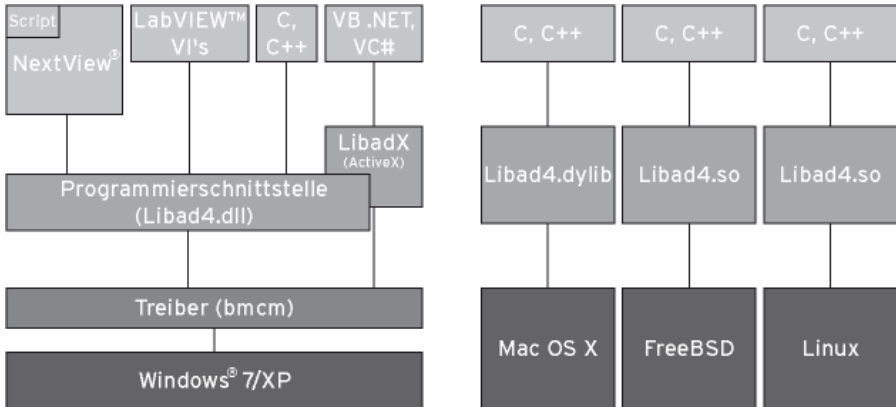 Script
NextView®
LabVIEW™
VI's
C,
C++
VB .NET,
VC#
C, C++
C, C++
C, C++
LibadX
(ActiveX)
Programmierschnittstelle
(Libad4.dll)
Libad4.dylib
Libad4.so
Libad4.so
Treiber (bmcm)
Windows® 7/XP
Mac OS X
FreeBSD
Linux